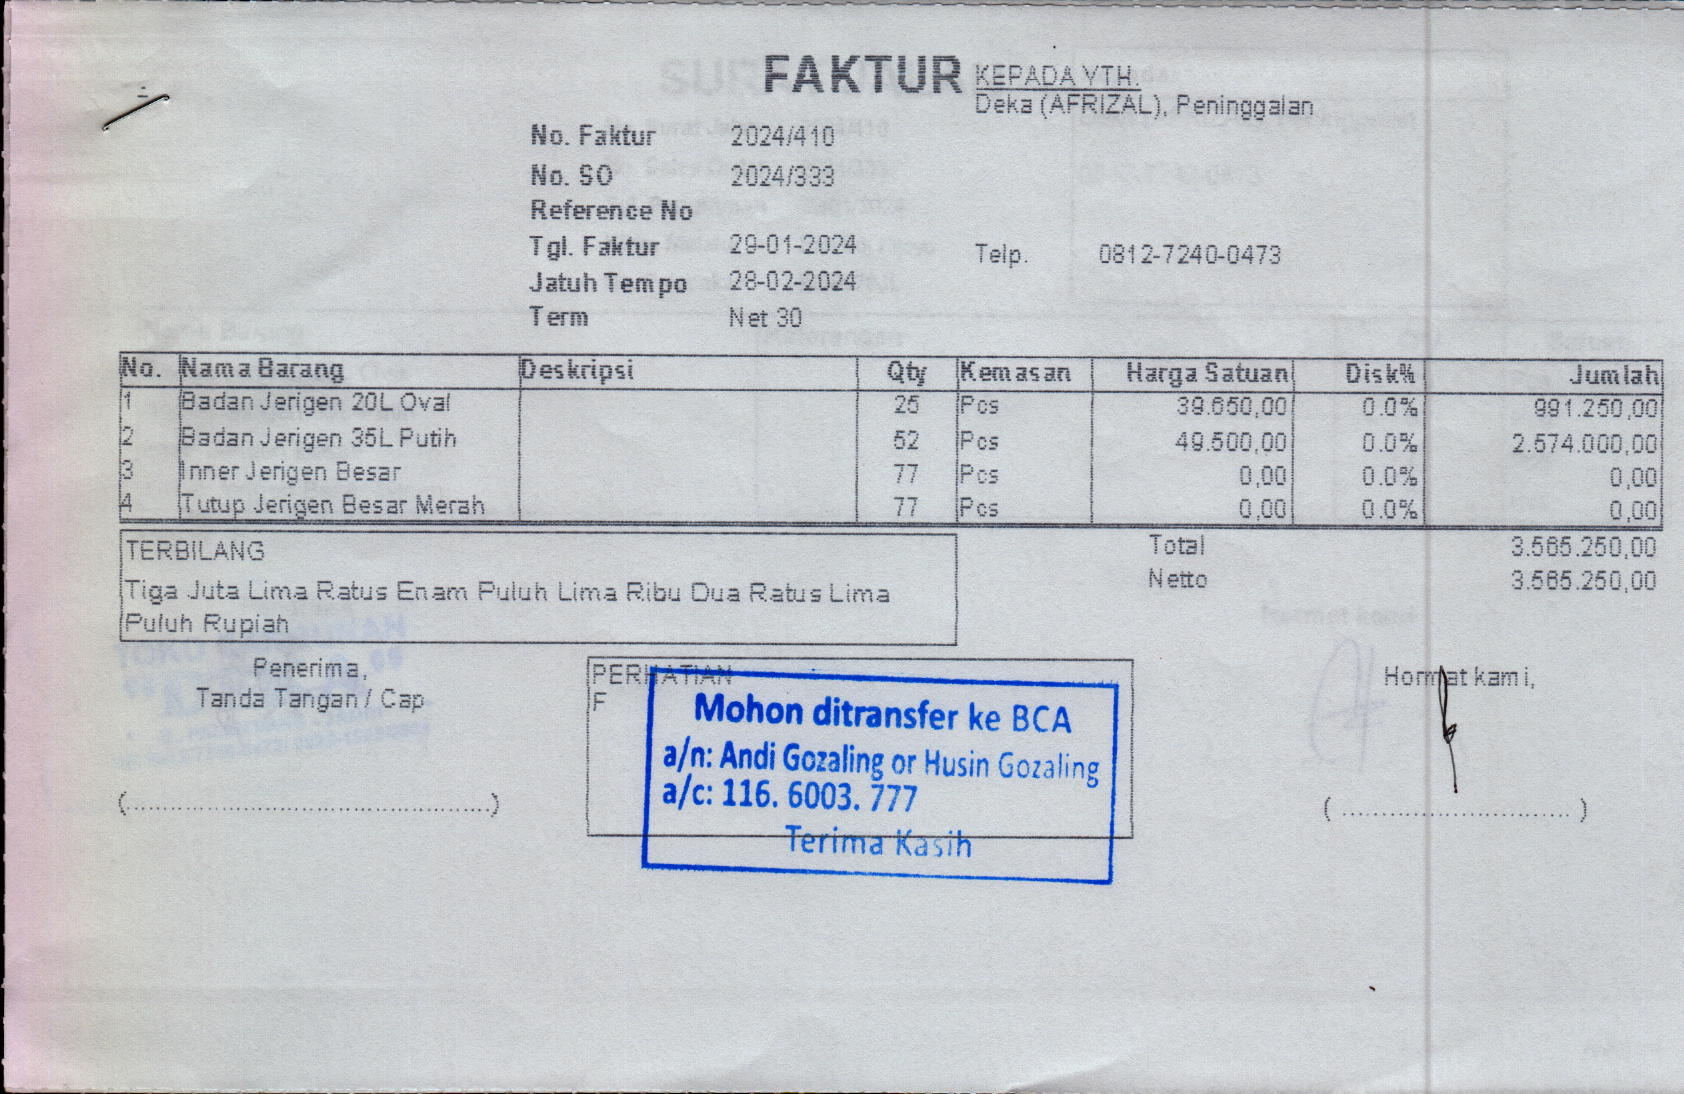 FAKTUR
KEPADA YTH.
Deka (AFRIZAL), Peninggalan
No. Faktur 2024/410
No. SO 2024/333
Reference No
Tgl. Faktur 29-01-2024
Telp. 0812-7240-0473
Jatuh Tempo 28-02-2024
Term Net 30
No. Nama Barang Deskripsi Qty Kemasan Harga Satuan Disk% Jumlah
1 Badan Jerigen 20L Oval 25 Pcs 39.650,00 0.0% 991.250,00
2 Badan Jerigen 35L Putih 52 Pcs 49.500,00 0.0% 2.574.000,00
3 Inner Jerigen Besar 77 Pcs 0,00 0.0% 0,00
4 Tutup Jerigen Besar Merah 77 Pcs 0,00 0.0% 0,00
TERBILANG
Tiga Juta Lima Ratus Enam Puluh Lima Ribu Dua Ratus Lima
Puluh Rupiah
Total 3.565.250,00
Netto 3.565.250,00
Penerima,
Tanda Tangan / Cap
(...........................................)
PERHATIAN
F
Mohon ditransfer ke BCA
a/n: Andi Gozaling or Husin Gozaling
a/c: 116. 6003. 777
Terima Kasih
Hormat kami,
( ............................ )